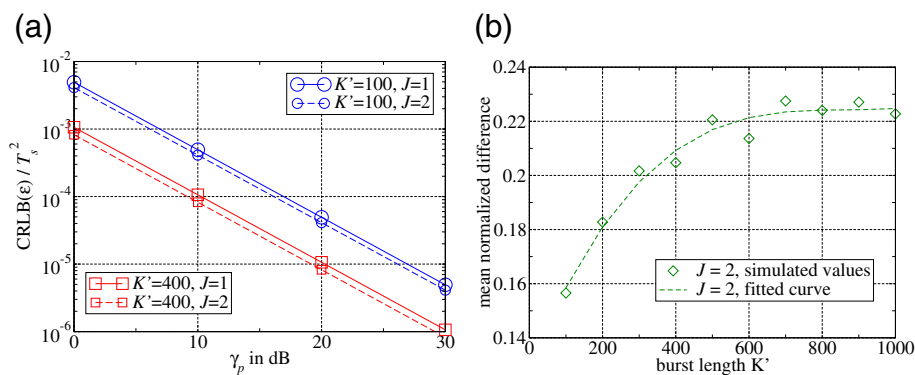 (a)
10^-2
10^-3
10^-4
10^-5
10^-6
CRLB(ε) / T_s^2
K'=100, J=1
K'=100, J=2
K'=400, J=1
K'=400, J=2
0
10
20
30
γ_p in dB
(b)
0.24
0.22
0.2
0.18
0.16
0.14
mean normalized difference
J = 2, simulated values
J = 2, fitted curve
0
200
400
600
800
1000
burst length K'